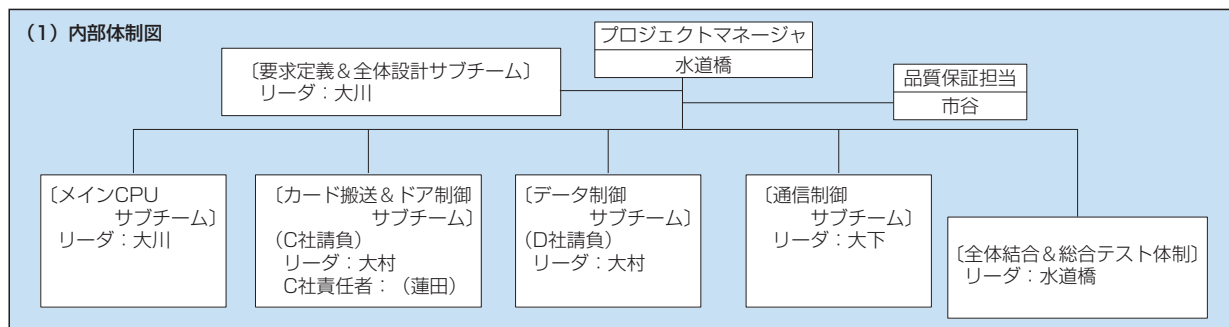 (1)内部体制図
プロジェクトマネージャ
水道橋
〔要求定義&全体設計サブチーム〕
リーダ:大川
品質保証担当
市谷
〔メインCPU
サブチーム〕
リーダ:大川
〔カード搬送&ドア制御
サブチーム〕
(C社請負)
リーダ:大村
C社責任者:(蓮田)
〔データ制御
サブチーム〕
(D社請負)
リーダ:大村
〔通信制御
サブチーム〕
リーダ:大下
〔全体結合&総合テスト体制〕
リーダ:水道橋